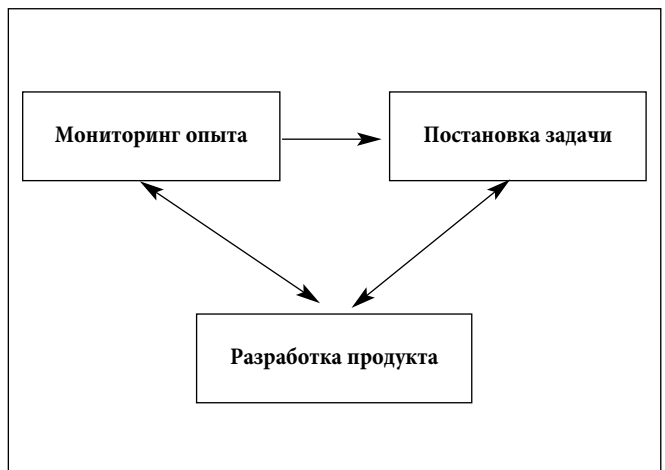 Мониторинг опыта
Постановка задачи
Разработка продукта